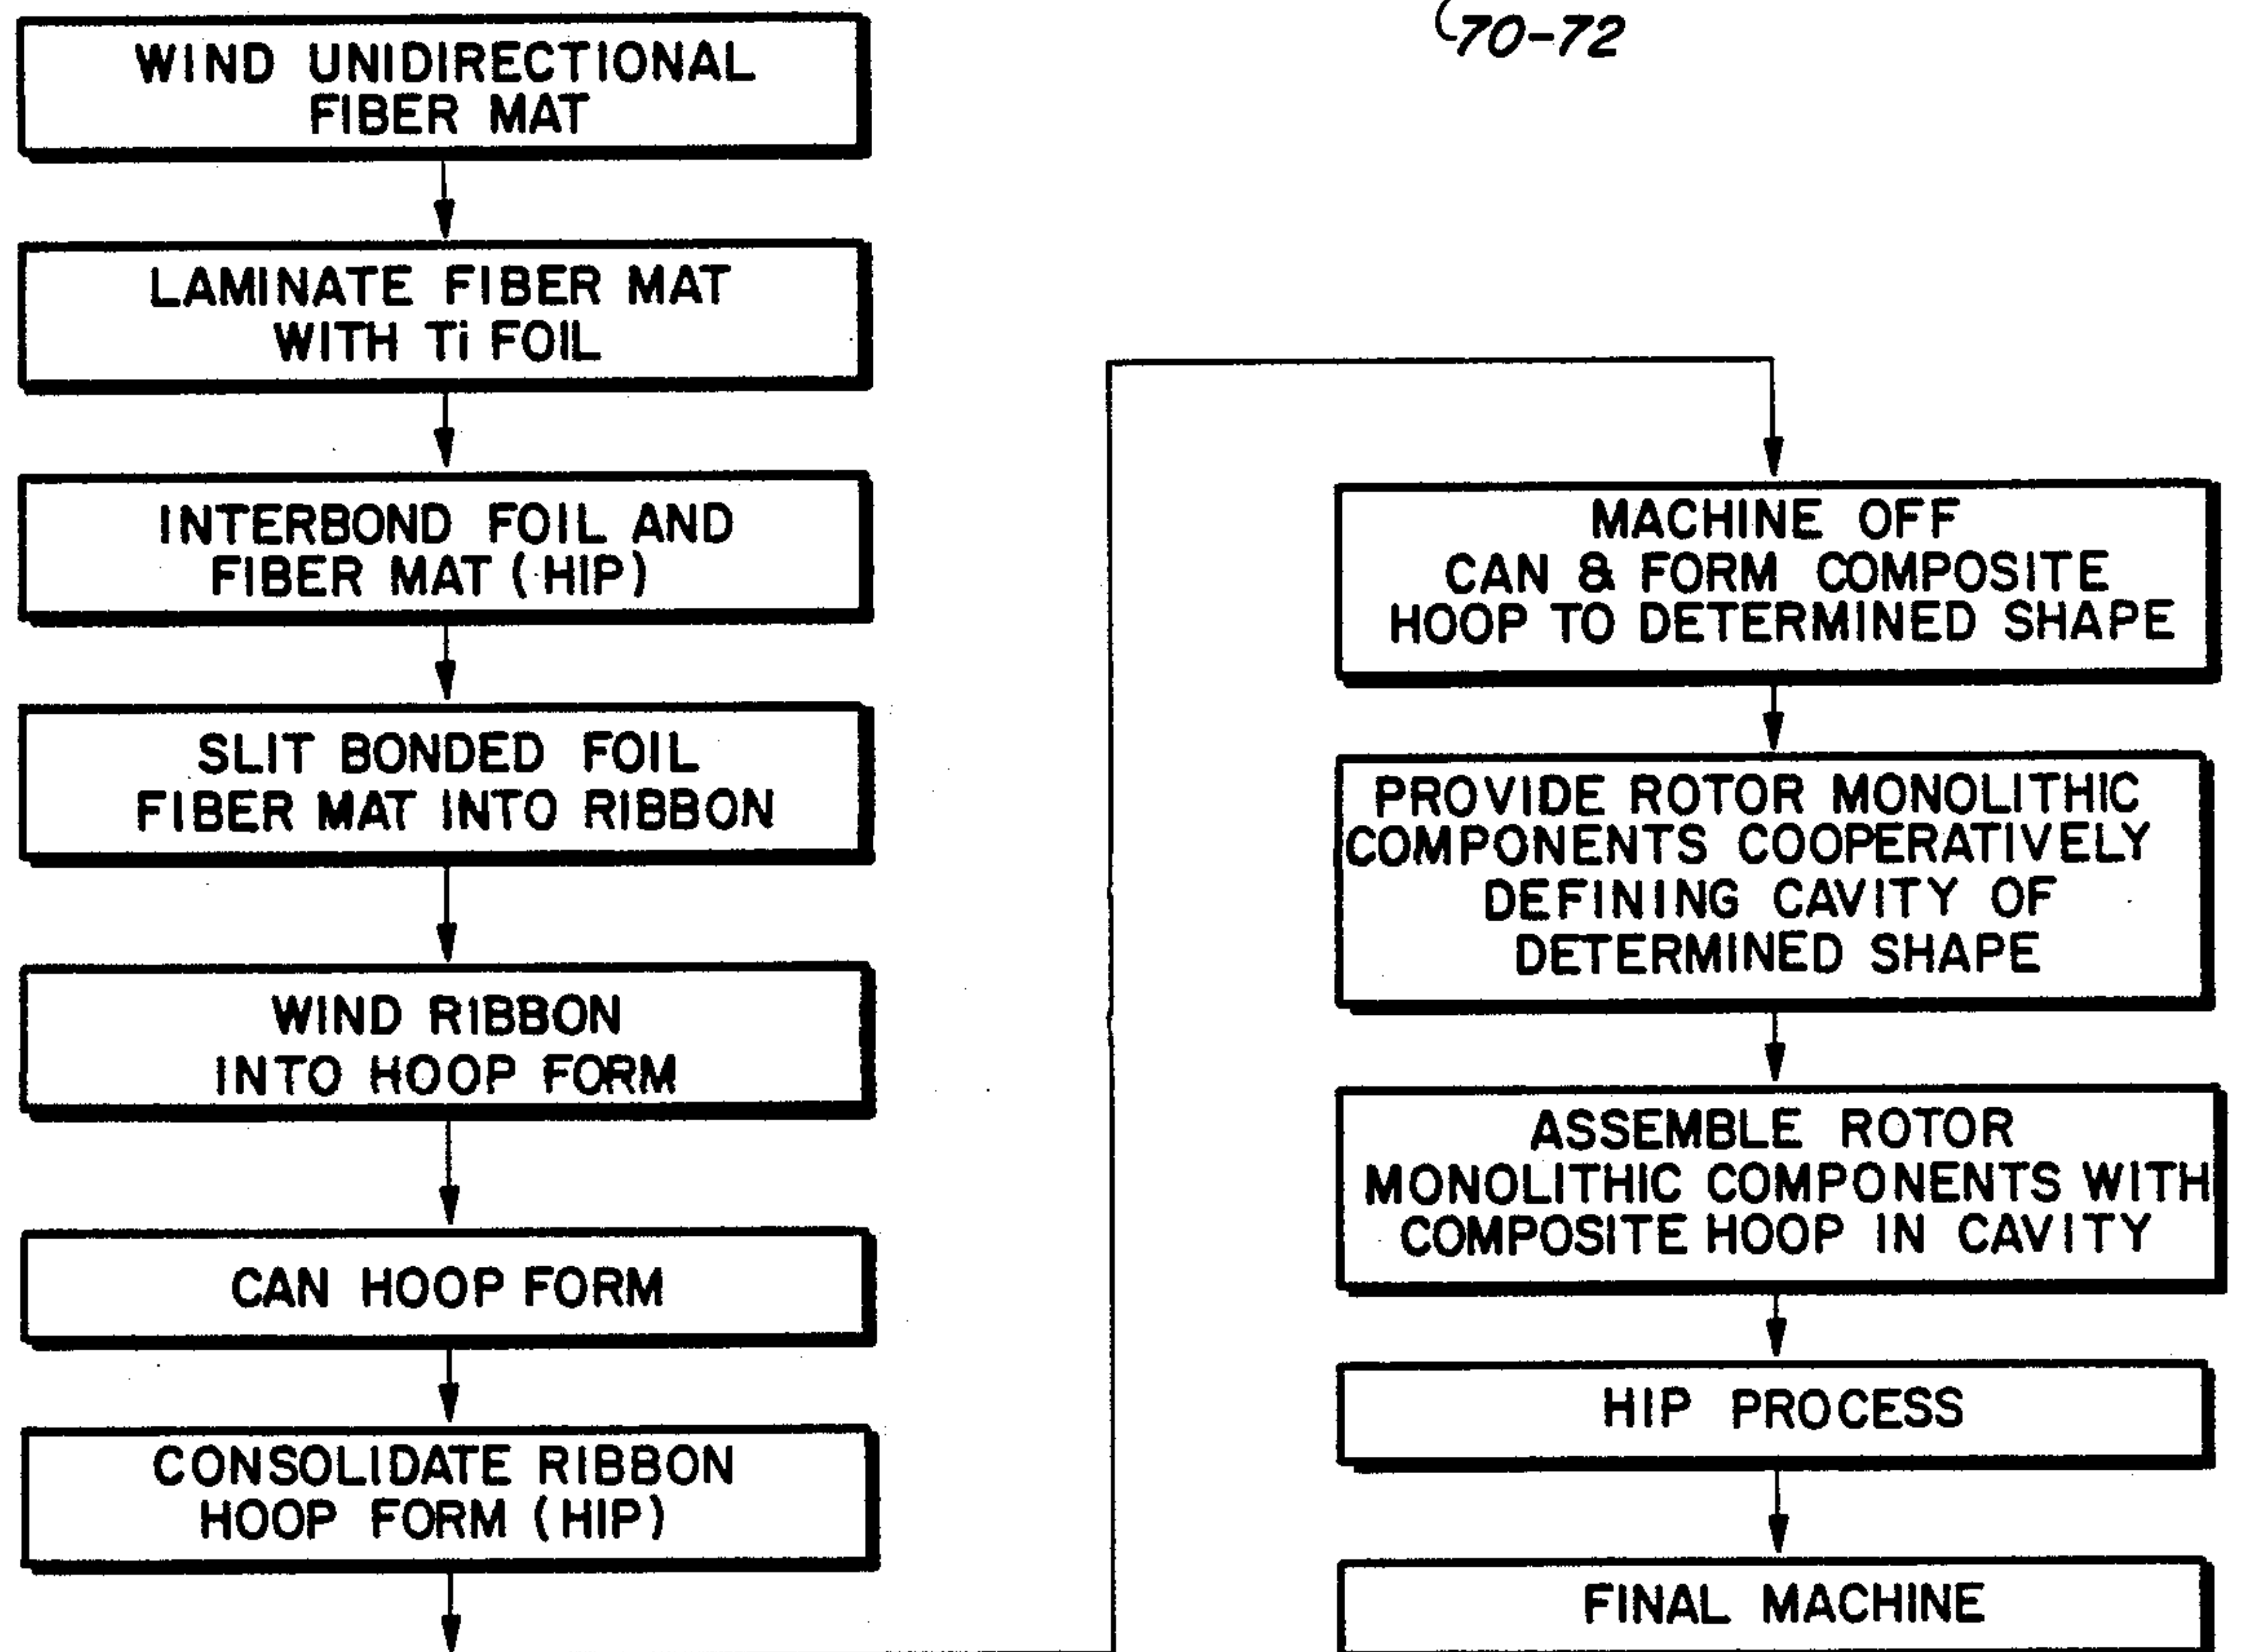 70-72
WIND UNIDIRECTIONAL
FIBER MAT
LAMINATE FIBER MAT
WITH Ti FOIL
INTERBOND FOIL AND
FIBER MAT (HIP)
SLIT BONDED FOIL
FIBER MAT INTO RIBBON
WIND RIBBON
INTO HOOP FORM
CAN HOOP FORM
CONSOLIDATE RIBBON
HOOP FORM (HIP)
MACHINE OFF
CAN & FORM COMPOSITE
HOOP TO DETERMINED SHAPE
PROVIDE ROTOR MONOLITHIC
COMPONENTS COOPERATIVELY
DEFINING CAVITY OF
DETERMINED SHAPE
ASSEMBLE ROTOR
MONOLITHIC COMPONENTS WITH
COMPOSITE HOOP IN CAVITY
HIP PROCESS
FINAL MACHINE